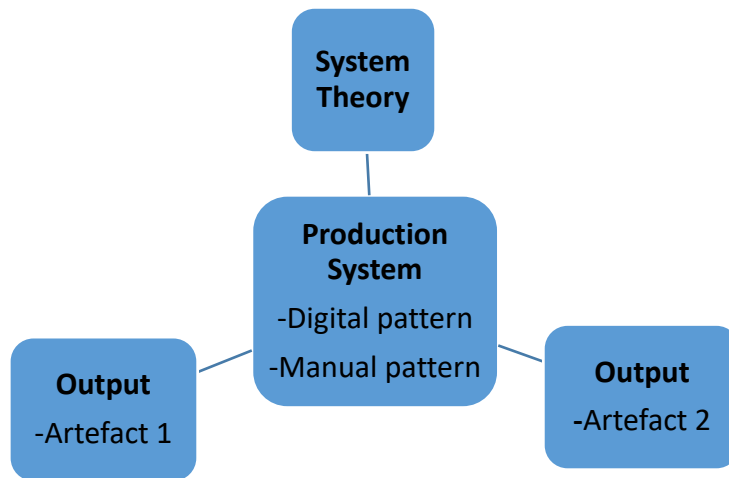 System
Theory
Production
System
-Digital pattern
-Manual pattern
Output
-Artefact 1
Output
-Artefact 2